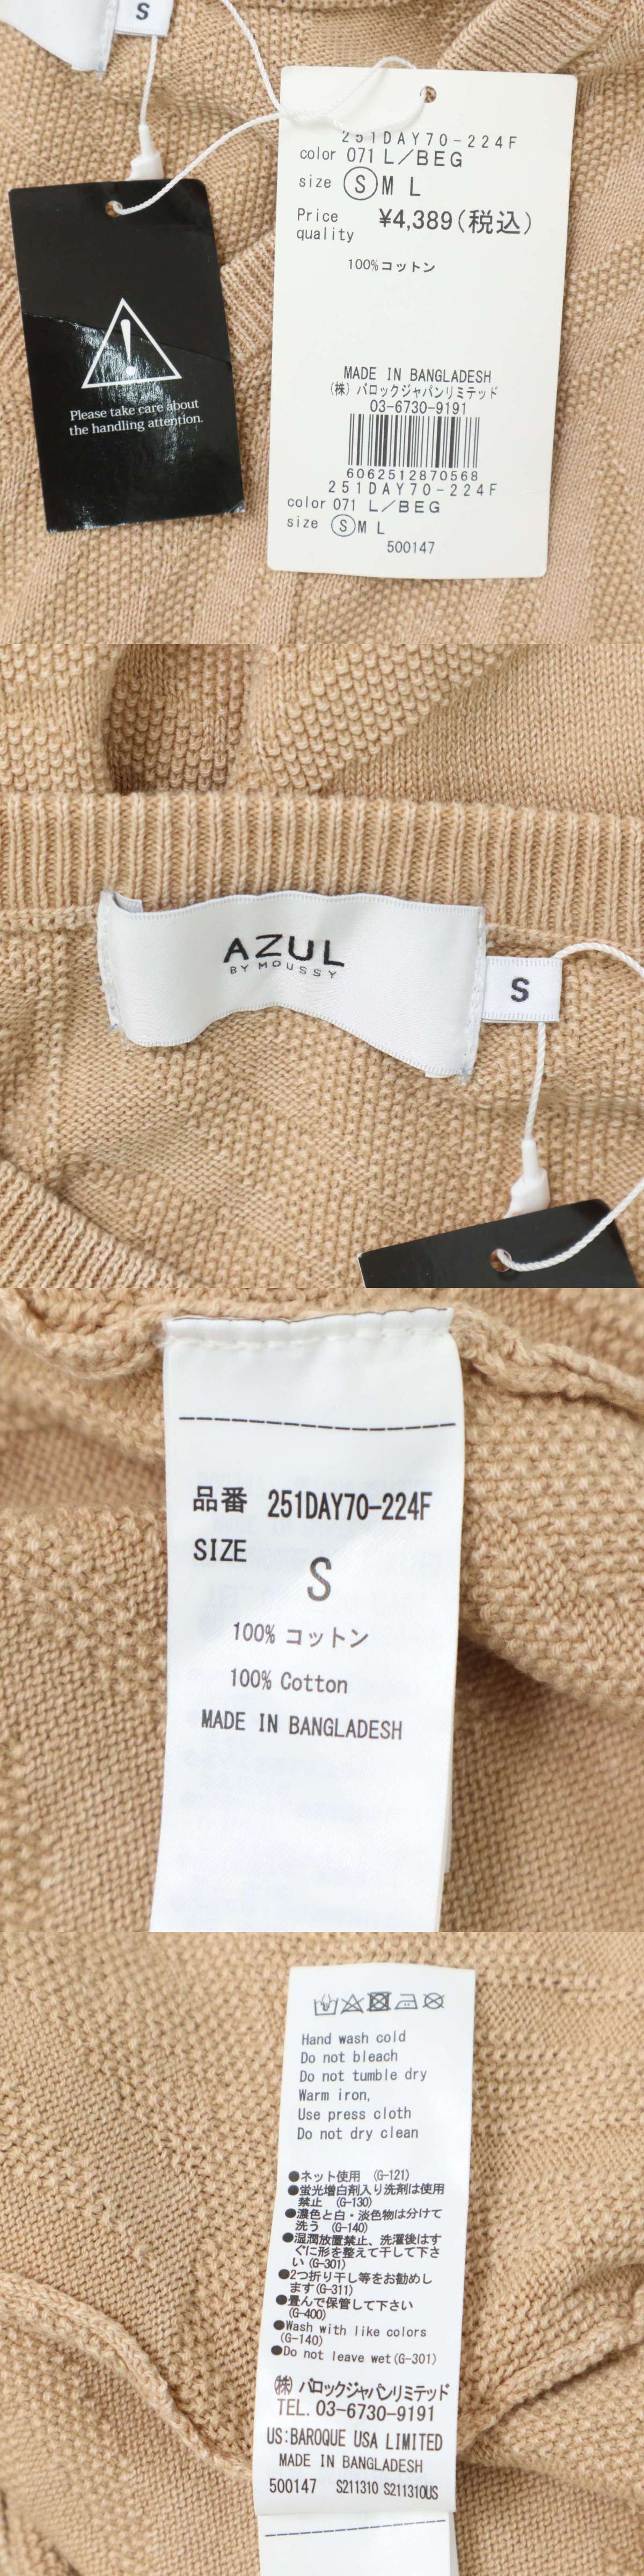 S
251DAY70-224F
color 071 L/BEG
size S M L
Price ¥4,389(税込)
quality
100%コットン
MADE IN BANGLADESH
(株) バロックジャパンリミテッド
03-6730-9191
6062512870568
251DAY70-224F
color 071 L/BEG
size S M L
500147
Please take care about
the handling attention.
AZUL
BY MOUSSY
S
品番 251DAY70-224F
SIZE
S
100% コットン
100% Cotton
MADE IN BANGLADESH
Hand wash cold
Do not bleach
Do not tumble dry
Warm iron,
Use press cloth
Do not dry clean
●ネット使用 (G-121)
●蛍光増白剤入り洗剤は使用
禁止 (G-130)
●濃色と白・淡色物は分けて
洗う (G-140)
●湿潤放置禁止、洗濯後はす
ぐに形を整えて干して下さ
い(G-301)
●2つ折り干し等をお勧めし
ます(G-311)
●畳んで保管して下さい
(G-400)
●Wash with like colors
(G-140)
●Do not leave wet(G-301)
㈱ バロックジャパンリミテッド
TEL. 03-6730-9191
US:BAROQUE USA LIMITED
MADE IN BANGLADESH
500147 S211310 S211310US